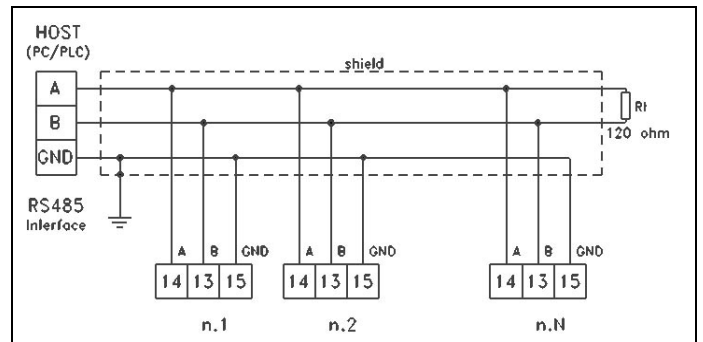 HOST
(PC/PLC)
shield
A
B
GND
Rt
120 ohm
RS485
Interface
A B GND
14 13 15
A B GND
14 13 15
A B GND
14 13 15
n.1
n.2
n.N